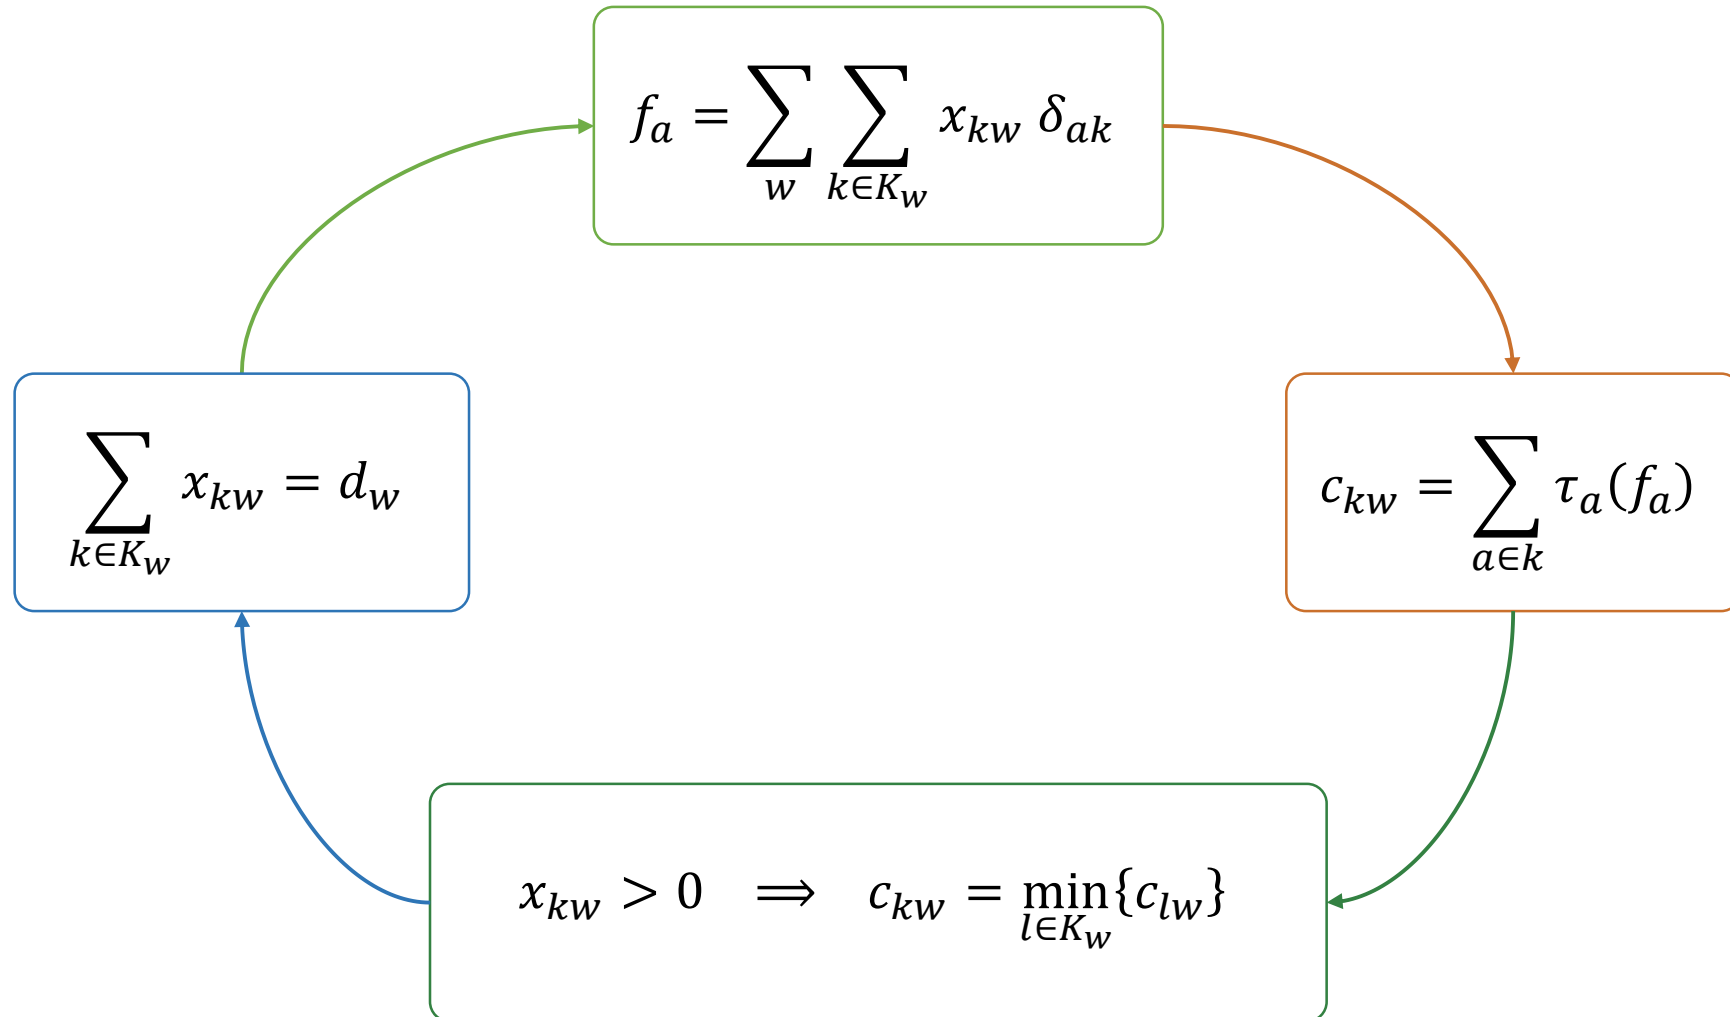 f_a = ∑_w ∑_{k∈K_w} x_{kw} δ_{ak}
∑_{k∈K_w} x_{kw} = d_w
c_{kw} = ∑_{a∈k} τ_a(f_a)
x_{kw} > 0 ⟹ c_{kw} = min_{l∈K_w}{c_{lw}}